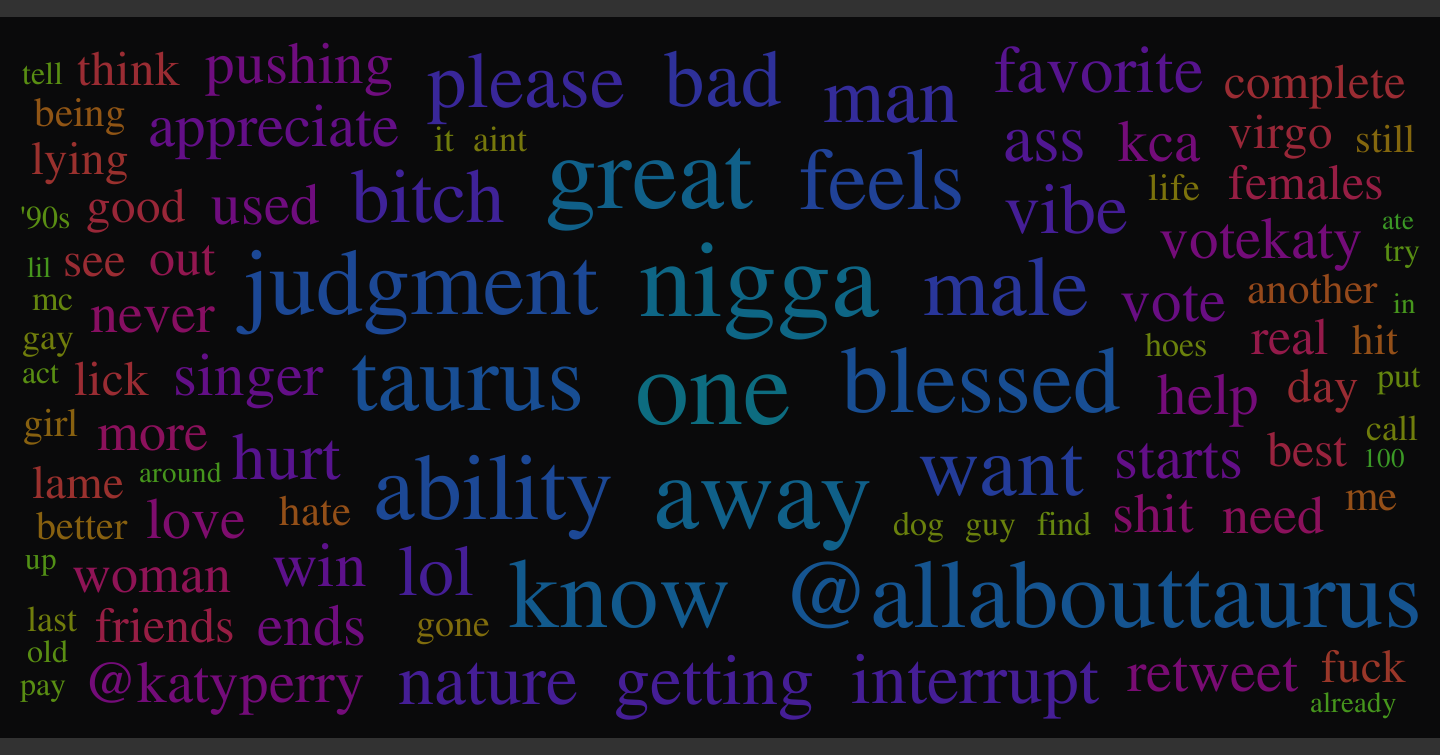 tell think pushing please bad man favorite complete
being appreciate it aint great feels ass kca virgo still
lying good used bitch vibe life females
'90s see out judgment nigga male votekaty ate
lil never vote another try
mc singer taurus one blessed hoes real hit in
gay lick help day put
act more hurt ability away want starts best call
girl around 100
lame love hate dog guy find shit need me
better woman win lol know @allabouttaurus
up friends ends gone
last @katyperry nature getting interrupt retweet fuck
old already
pay